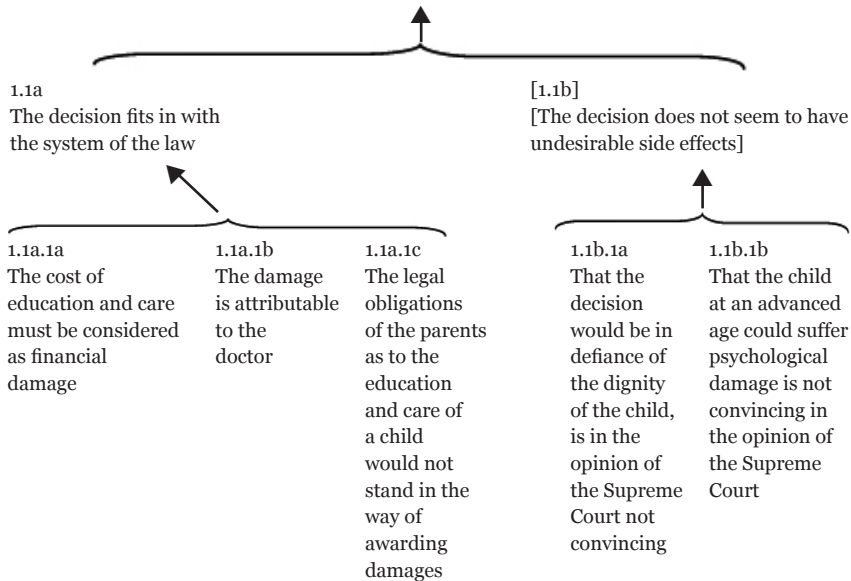 1.1a
The decision fits in with
the system of the law
[1.1b]
[The decision does not seem to have
undesirable side effects]
1.1a.1a
The cost of
education and care
must be considered
as financial
damage
1.1a.1b
The damage
is attributable
to the
doctor
1.1a.1c
The legal
obligations
of the parents
as to the
education
and care of
a child
would not
stand in the
way of
awarding
damages
1.1b.1a
That the
decision
would be in
defiance of
the dignity
of the child,
is in the
opinion of
the Supreme
Court not
convincing
1.1b.1b
That the child
at an advanced
age could suffer
psychological
damage is not
convincing in
the opinion of
the Supreme
Court